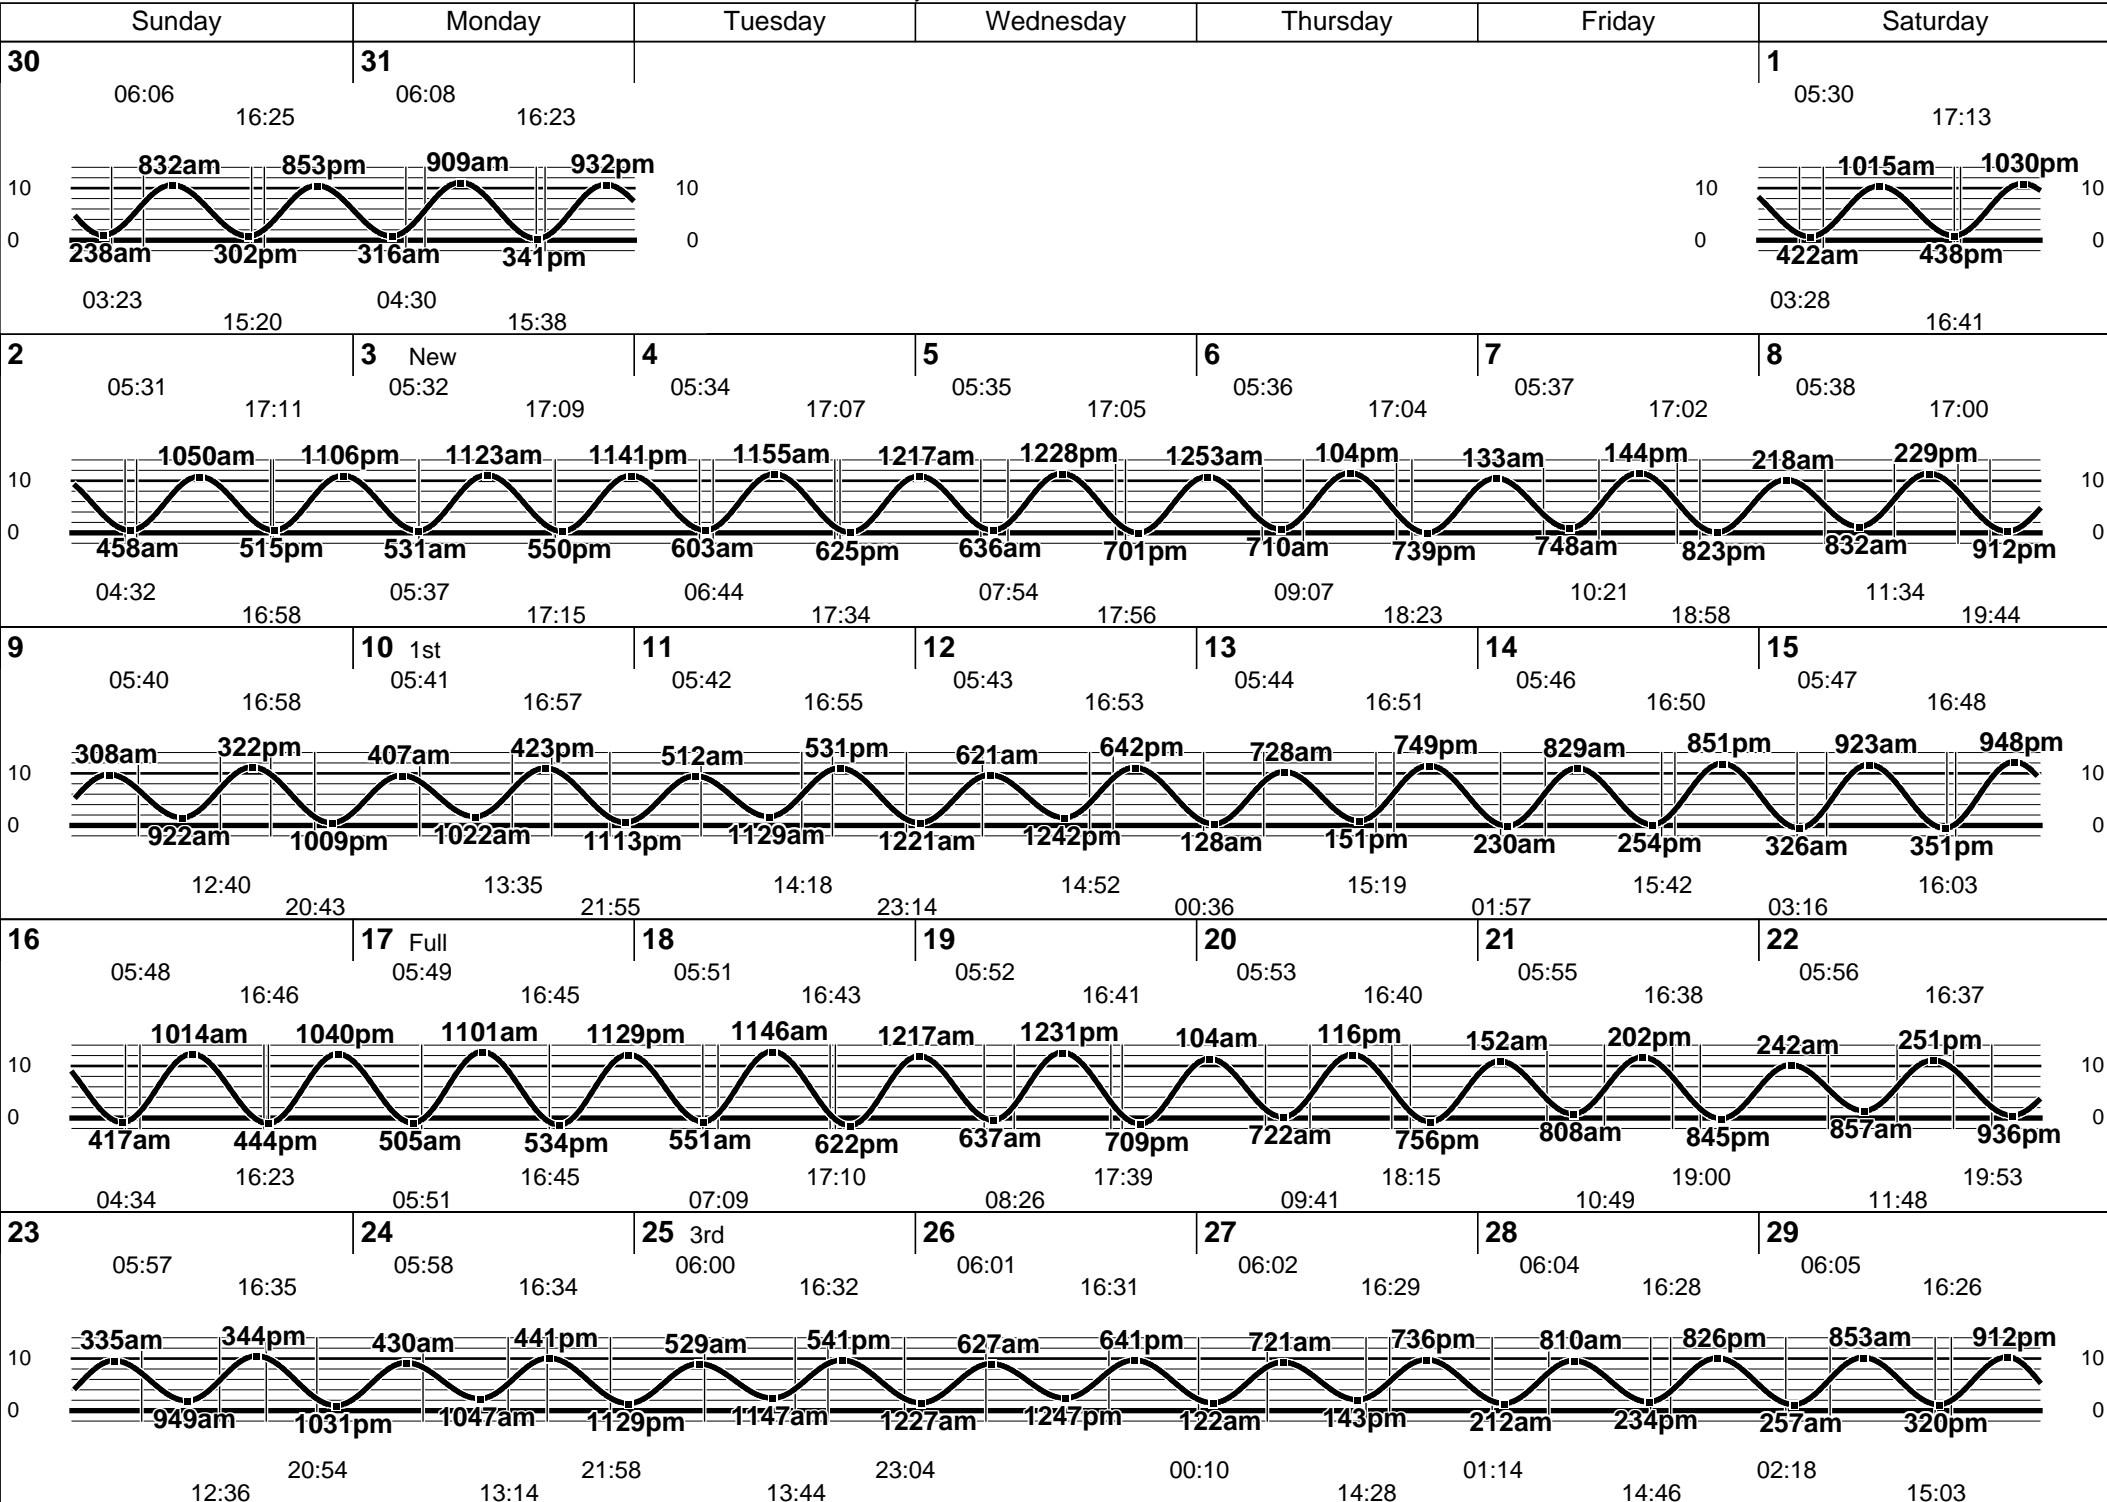 Sunday Monday Tuesday Wednesday Thursday Friday Saturday
30 31 1
06:06 06:08 05:30
16:25 16:23 17:13
832am 853pm 909am 932pm 1015am 1030pm
10 10 10 10
0 0 0 0
238am 302pm 316am 341pm 422am 438pm
03:23 04:30 03:28
15:20 15:38 16:41
2 3 New 4 5 6 7 8
05:31 05:32 05:34 05:35 05:36 05:37 05:38
17:11 17:09 17:07 17:05 17:04 17:02 17:00
1050am 1106pm 1123am 1141pm 1155am 1217am 1228pm 1253am 104pm 133am 144pm 218am 229pm
10 10
0 0
458am 515pm 531am 550pm 603am 625pm 636am 701pm 710am 739pm 748am 823pm 832am 912pm
04:32 05:37 06:44 07:54 09:07 10:21 11:34
16:58 17:15 17:34 17:56 18:23 18:58 19:44
9 10 1st 11 12 13 14 15
05:40 05:41 05:42 05:43 05:44 05:46 05:47
16:58 16:57 16:55 16:53 16:51 16:50 16:48
308am 322pm 407am 423pm 512am 531pm 621am 642pm 728am 749pm 829am 851pm 923am 948pm
10 10
0 0
922am 1009pm 1022am 1113pm 1129am 1221am 1242pm 128am 151pm 230am 254pm 326am 351pm
12:40 13:35 14:18 14:52 15:19 15:42 16:03
20:43 21:55 23:14 00:36 01:57 03:16
16 17 Full 18 19 20 21 22
05:48 05:49 05:51 05:52 05:53 05:55 05:56
16:46 16:45 16:43 16:41 16:40 16:38 16:37
1014am 1040pm 1101am 1129pm 1146am 1217am 1231pm 104am 116pm 152am 202pm 242am 251pm
10 10
0 0
417am 444pm 505am 534pm 551am 622pm 637am 709pm 722am 756pm 808am 845pm 857am 936pm
16:23 16:45 17:10 17:39 18:15 19:00 19:53
04:34 05:51 07:09 08:26 09:41 10:49 11:48
23 24 25 3rd 26 27 28 29
05:57 05:58 06:00 06:01 06:02 06:04 06:05
16:35 16:34 16:32 16:31 16:29 16:28 16:26
335am 344pm 430am 441pm 529am 541pm 627am 641pm 721am 736pm 810am 826pm 853am 912pm
10 10
0 0
949am 1031pm 1047am 1129pm 1147am 1227am 1247pm 122am 143pm 212am 234pm 257am 320pm
20:54 21:58 23:04 00:10 01:14 02:18
12:36 13:14 13:44 14:28 14:46 15:03